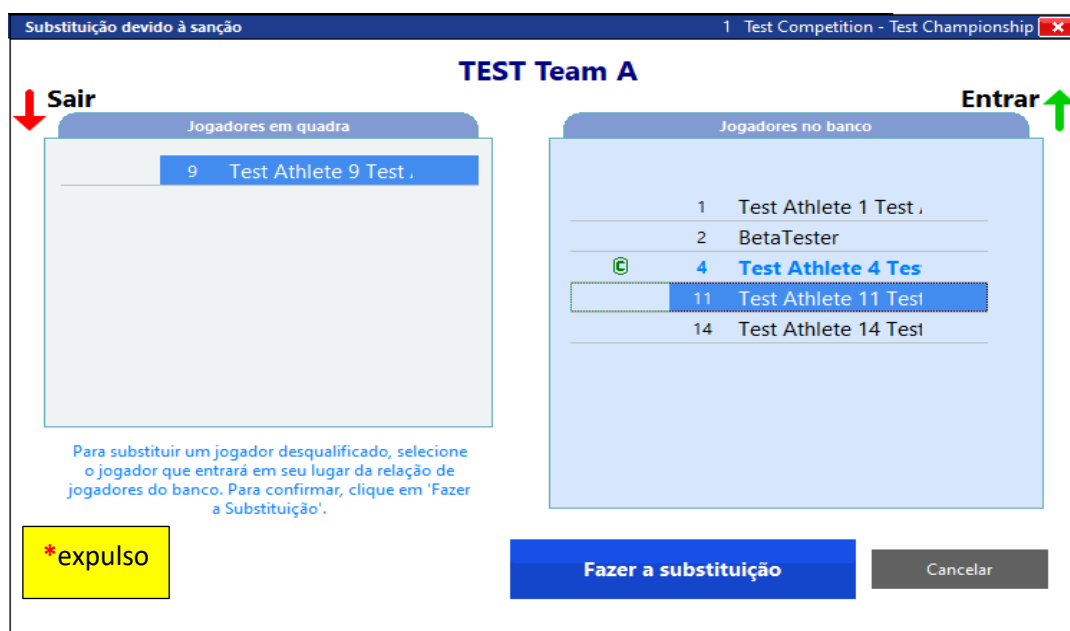 Substituição devido à sanção
1 Test Competition - Test Championship
TEST Team A
Sair
Entrar
Jogadores em quadra
Jogadores no banco
9 Test Athlete 9 Test
1 Test Athlete 1 Test
2 BetaTester
C 4 Test Athlete 4 Tes
11 Test Athlete 11 Test
14 Test Athlete 14 Test
Para substituir um jogador desqualificado, selecione
o jogador que entrará em seu lugar da relação de
jogadores do banco. Para confirmar, clique em 'Fazer
a Substituição'.
*expulso
Fazer a substituição
Cancelar